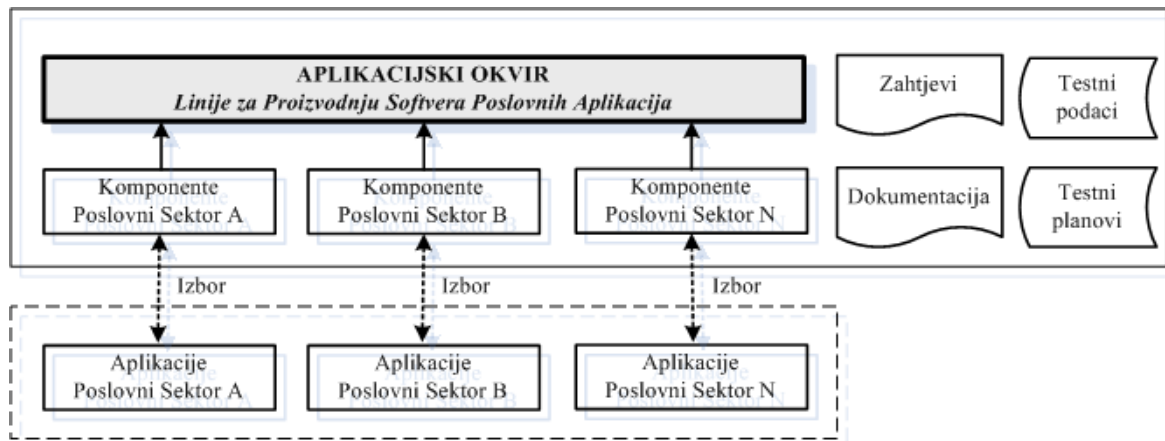 APLIKACIJSKI OKVIR
Linije za Proizvodnju Softvera Poslovnih Aplikacija
Zahtjevi
Testni
podaci
Komponente
Poslovni Sektor A
Komponente
Poslovni Sektor B
Komponente
Poslovni Sektor N
Dokumentacija
Testni
planovi
Izbor
Izbor
Izbor
Aplikacije
Poslovni Sektor A
Aplikacije
Poslovni Sektor B
Aplikacije
Poslovni Sektor N